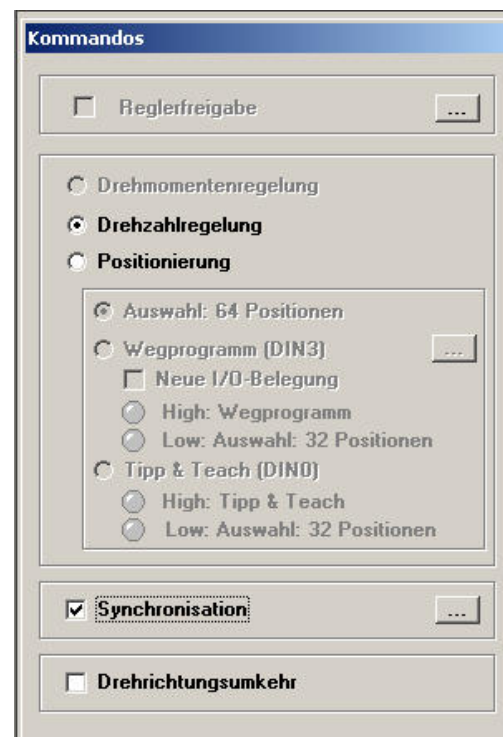 Kommandos
Reglerfreigabe ...
Drehmomentenregelung
Drehzahlregelung
Positionierung
Auswahl: 64 Positionen
Wegprogramm (DIN3) ...
Neue I/O-Belegung
High: Wegprogramm
Low: Auswahl: 32 Positionen
Tipp & Teach (DIN0)
High: Tipp & Teach
Low: Auswahl: 32 Positionen
Synchronisation ...
Drehrichtungsumkehr